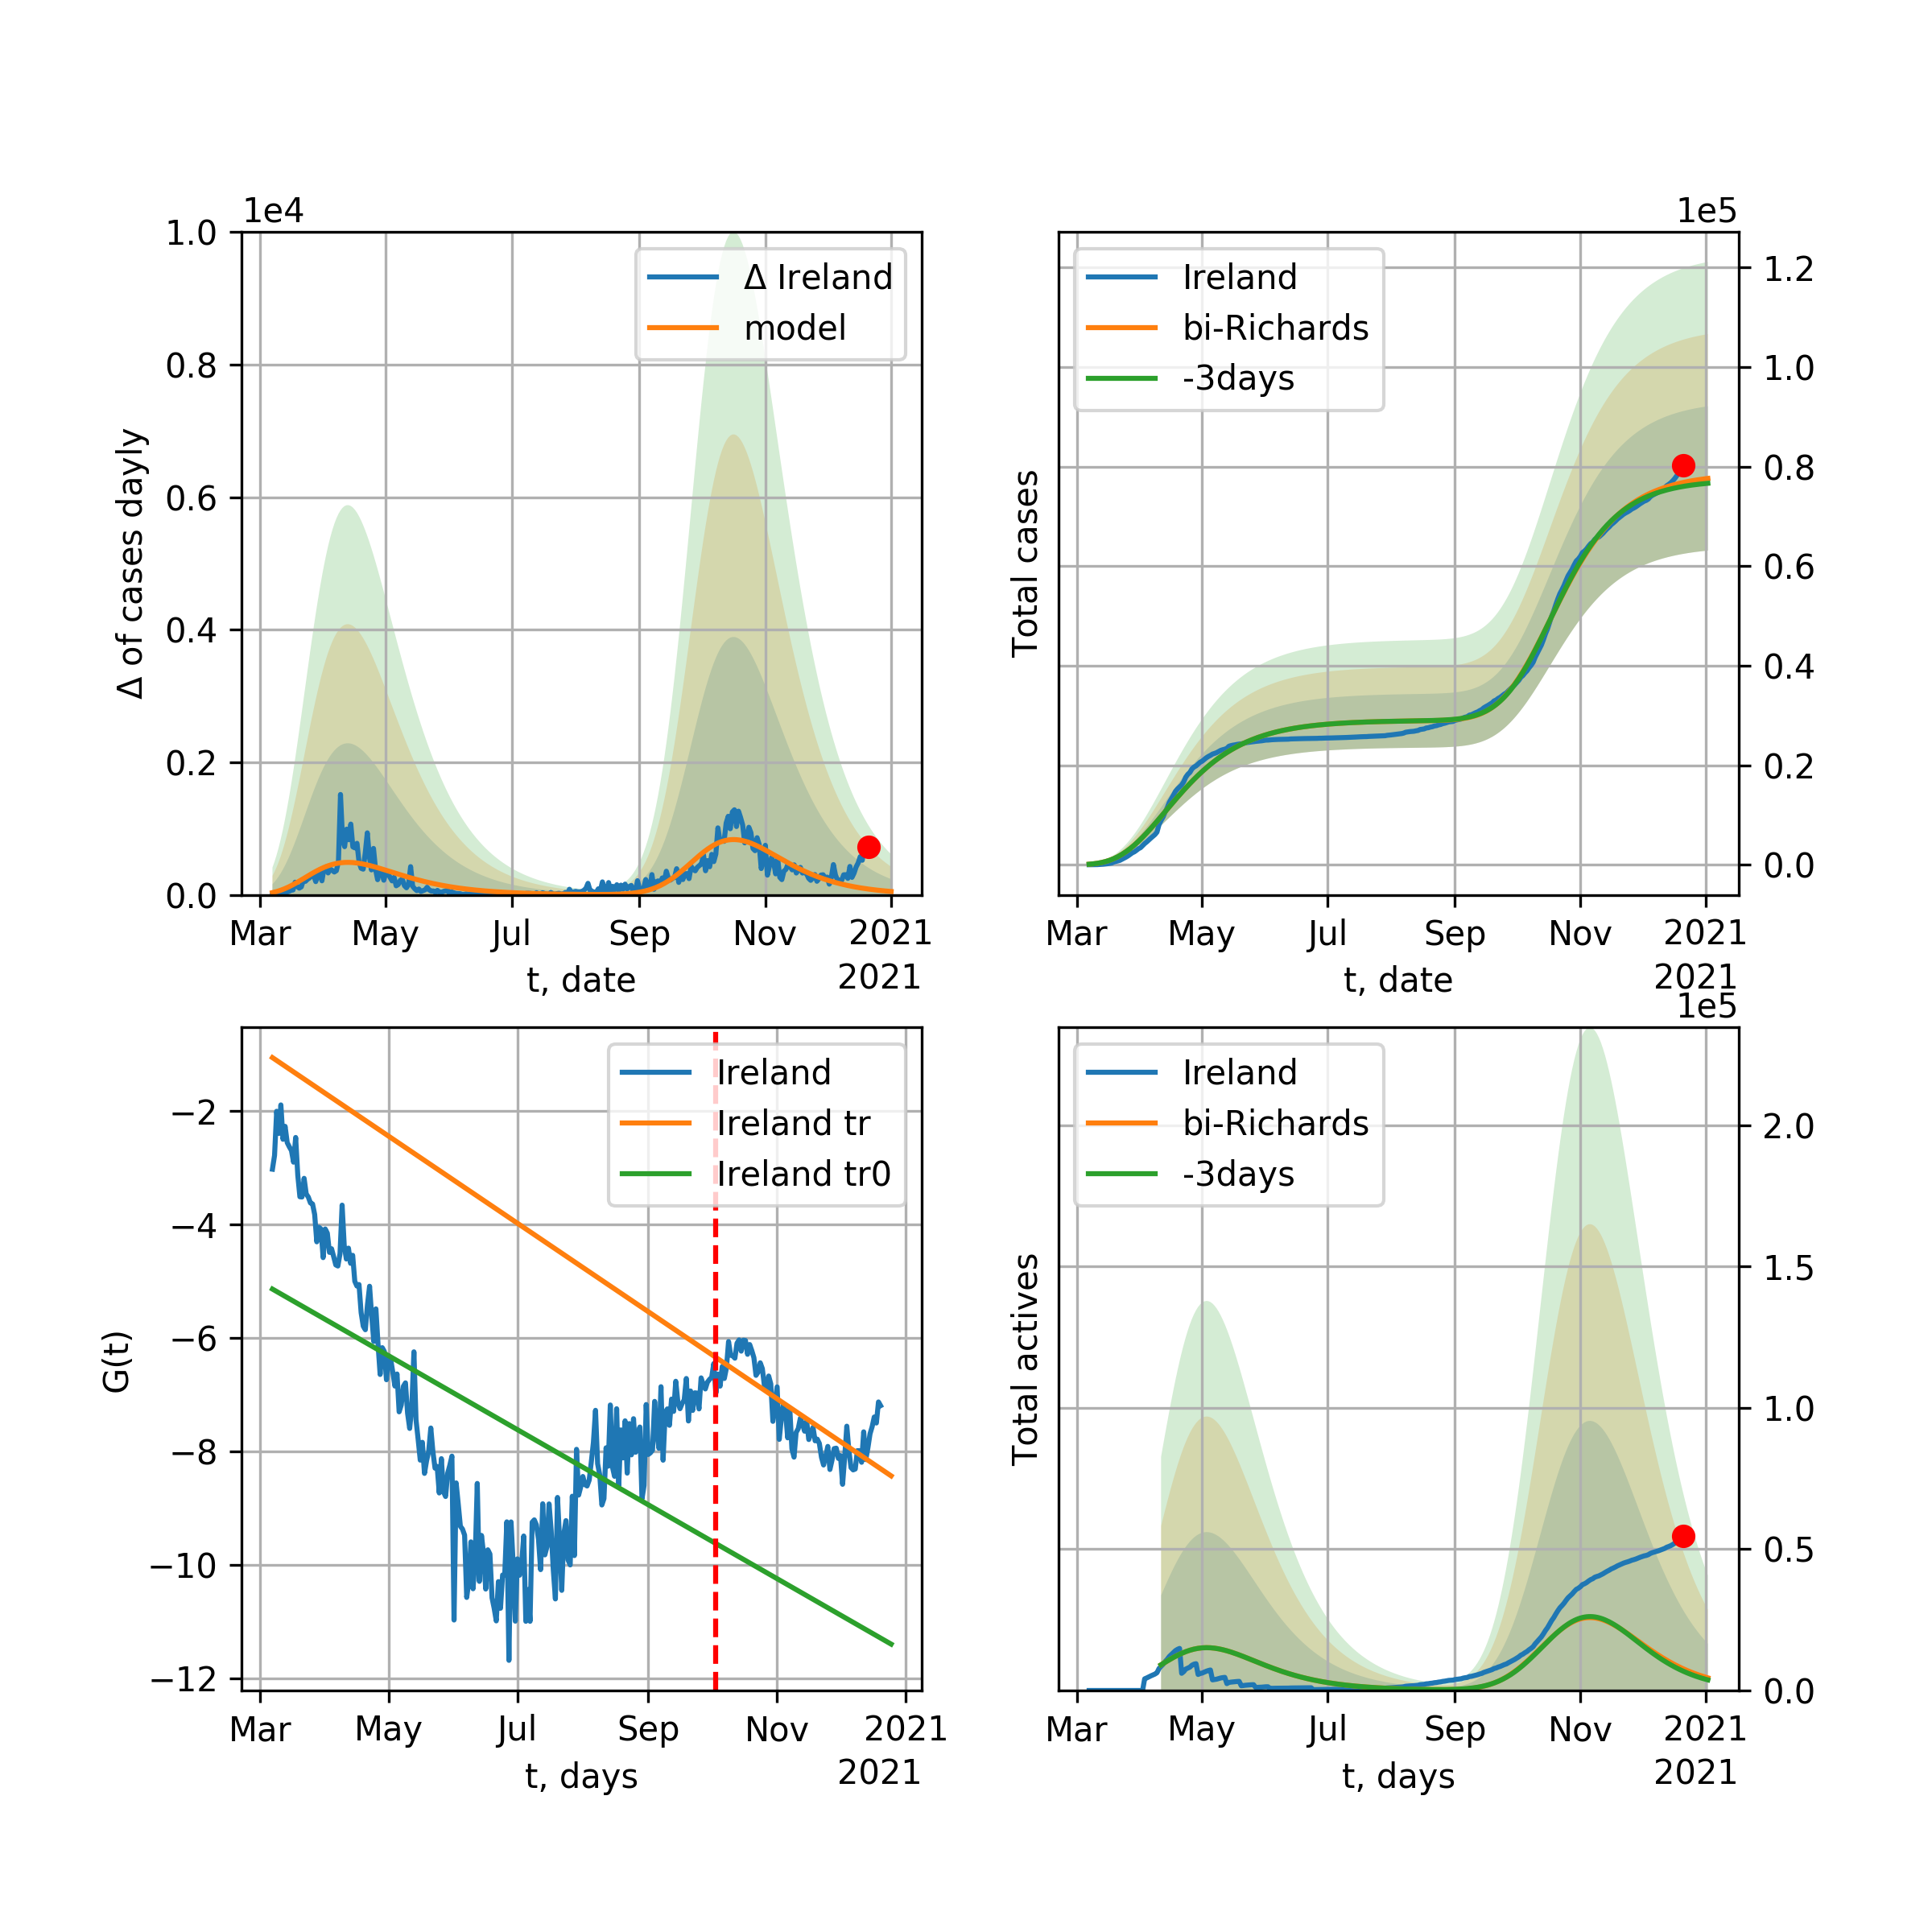 1e4
1.0
0.8
0.6
0.4
0.2
0.0
Δ of cases dayly
Δ Ireland
model
Mar May Jul Sep Nov 2021
t, date
2021
1e5
1.2
1.0
0.8
0.6
0.4
0.2
0.0
Total cases
Ireland
bi-Richards
-3days
Mar May Jul Sep Nov 2021
t, date
2021
−2
−4
−6
−8
−10
−12
G(t)
Ireland
Ireland tr
Ireland tr0
Mar May Jul Sep Nov 2021
t, days
2021
1e5
2.0
1.5
1.0
0.5
0.0
Total actives
Ireland
bi-Richards
-3days
Mar May Jul Sep Nov 2021
t, days
2021